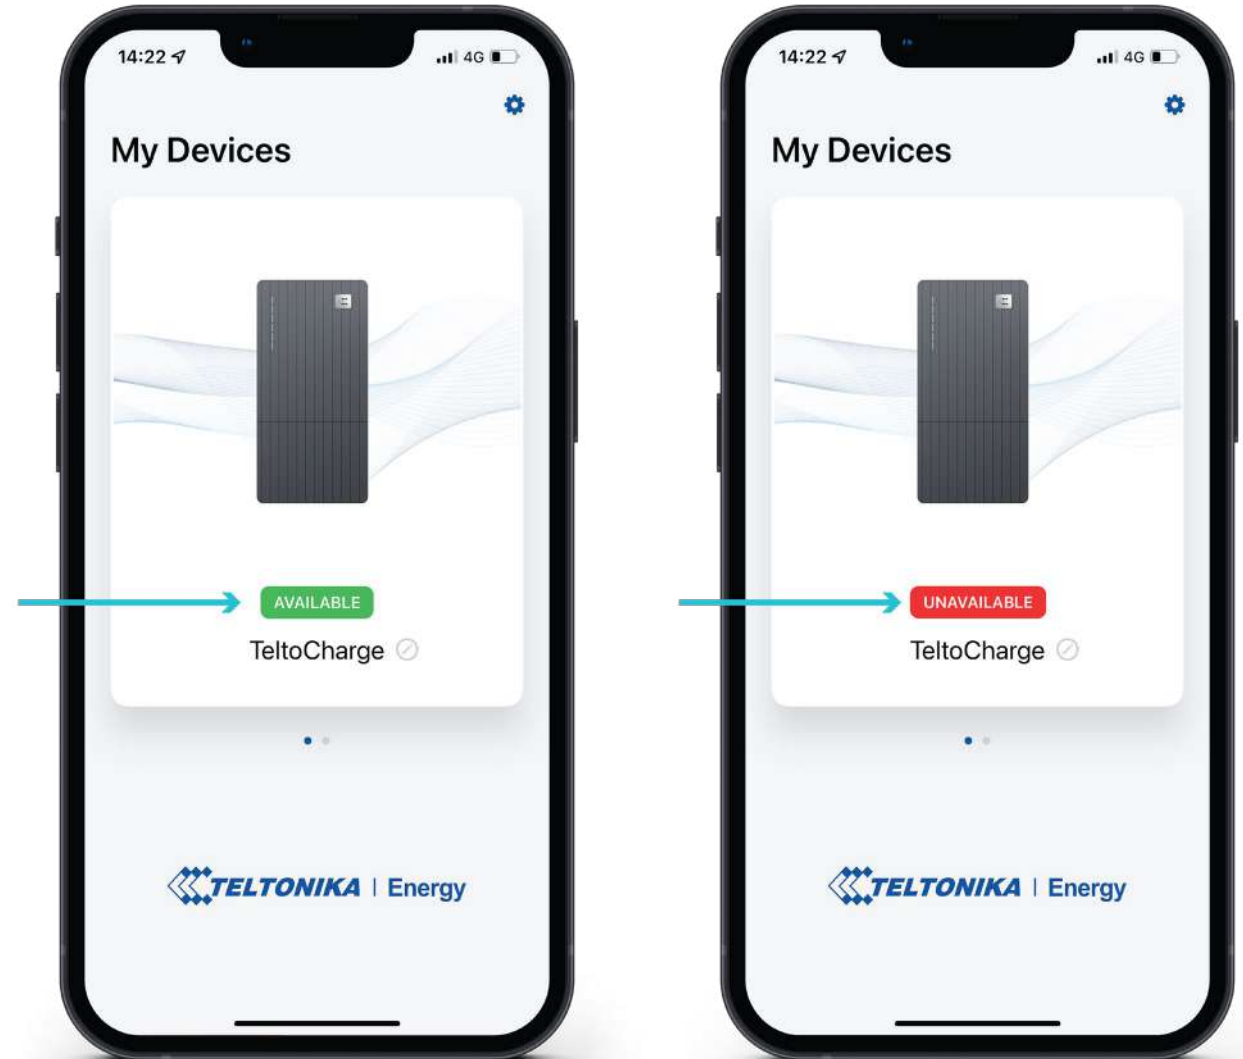 14:22
4G
My Devices
AVAILABLE
TeltoCharge
TELTONIKA | Energy
14:22
4G
My Devices
UNAVAILABLE
TeltoCharge
TELTONIKA | Energy